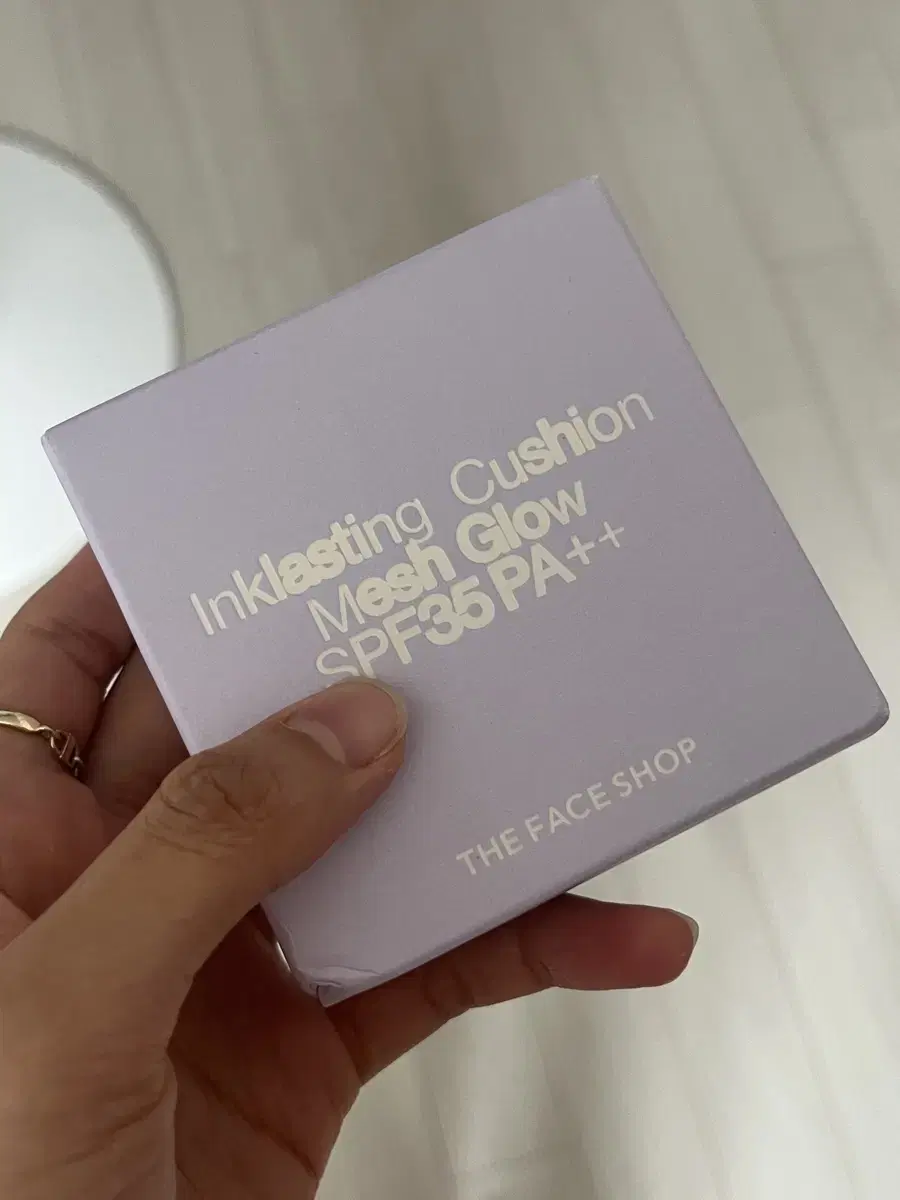 Inklasting Cushion
Mesh Glow
SPF35 PA++
THE FACE SHOP